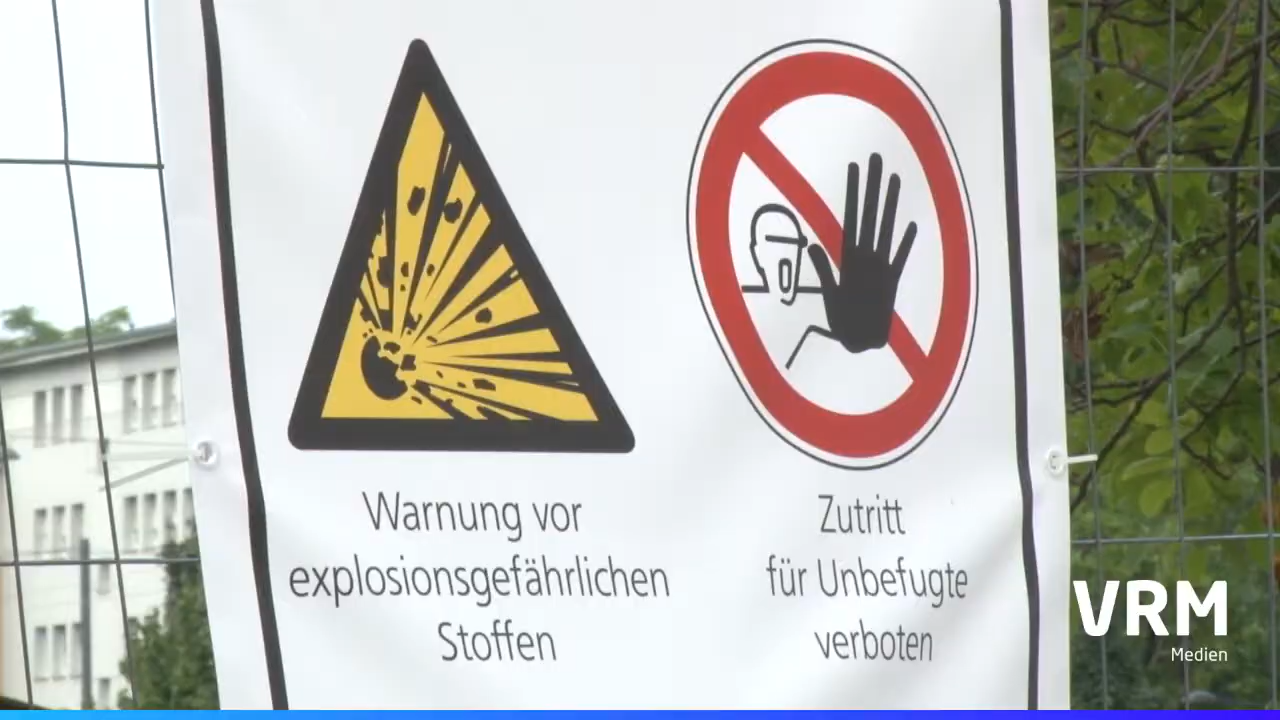 Warnung vor
explosionsgefährlichen
Stoffen
Zutritt
für Unbefugte
verboten
VRM
Medien